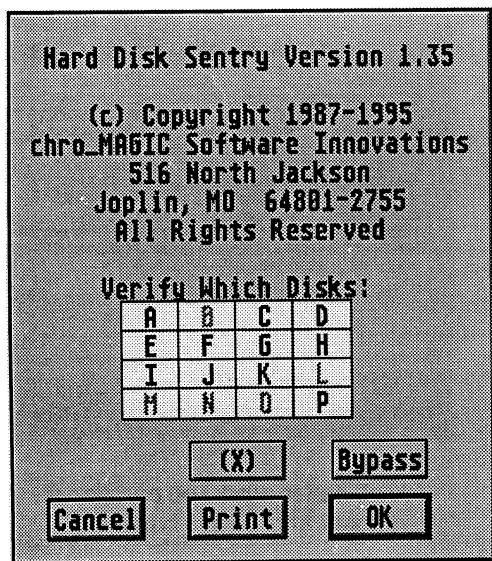 Hard Disk Sentry Version 1.35
(c) Copyright 1987-1995
chro_MAGIC Software Innovations
516 North Jackson
Joplin, MO 64801-2755
All Rights Reserved
Verify Which Disks:
A B C D
E F G H
I J K L
M N O P
(X) Bypass
Cancel Print OK